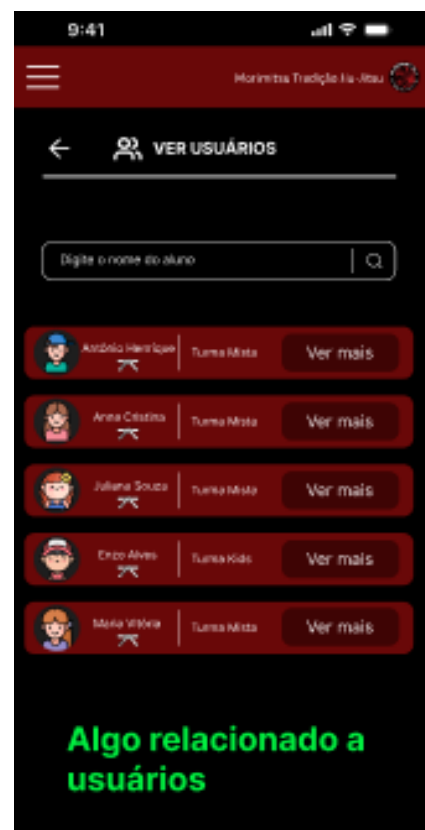 9:41
Morimitsu Tradição Jiu-Jitsu
VER USUÁRIOS
Digite o nome do aluno
Antônio Henrique
Turma Mista
Ver mais
Anna Cristina
Turma Mista
Ver mais
Juliana Souza
Turma Mista
Ver mais
Enzo Alves
Turma Kids
Ver mais
Maria Vitória
Turma Mista
Ver mais
Algo relacionado a
usuários